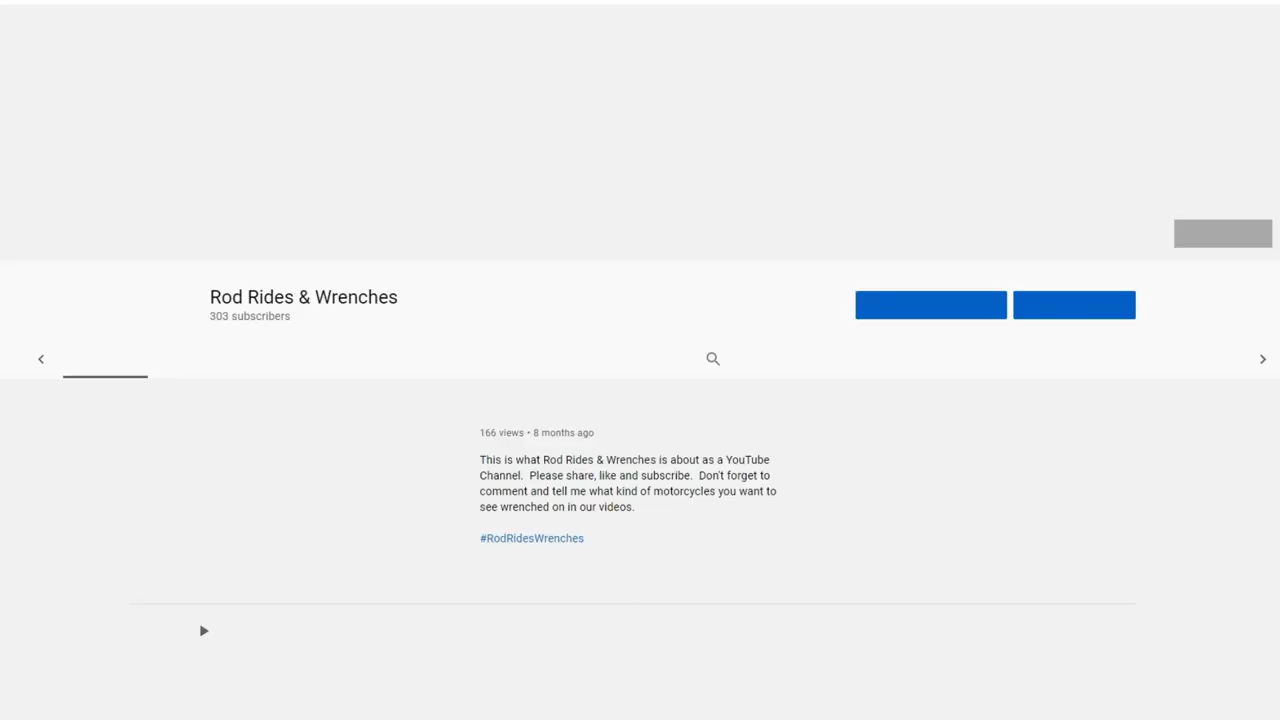 Rod Rides & Wrenches
303 subscribers
166 views • 8 months ago
This is what Rod Rides & Wrenches is about as a YouTube
Channel.  Please share, like and subscribe.  Don't forget to
comment and tell me what kind of motorcycles you want to
see wrenched on in our videos.
#RodRidesWrenches